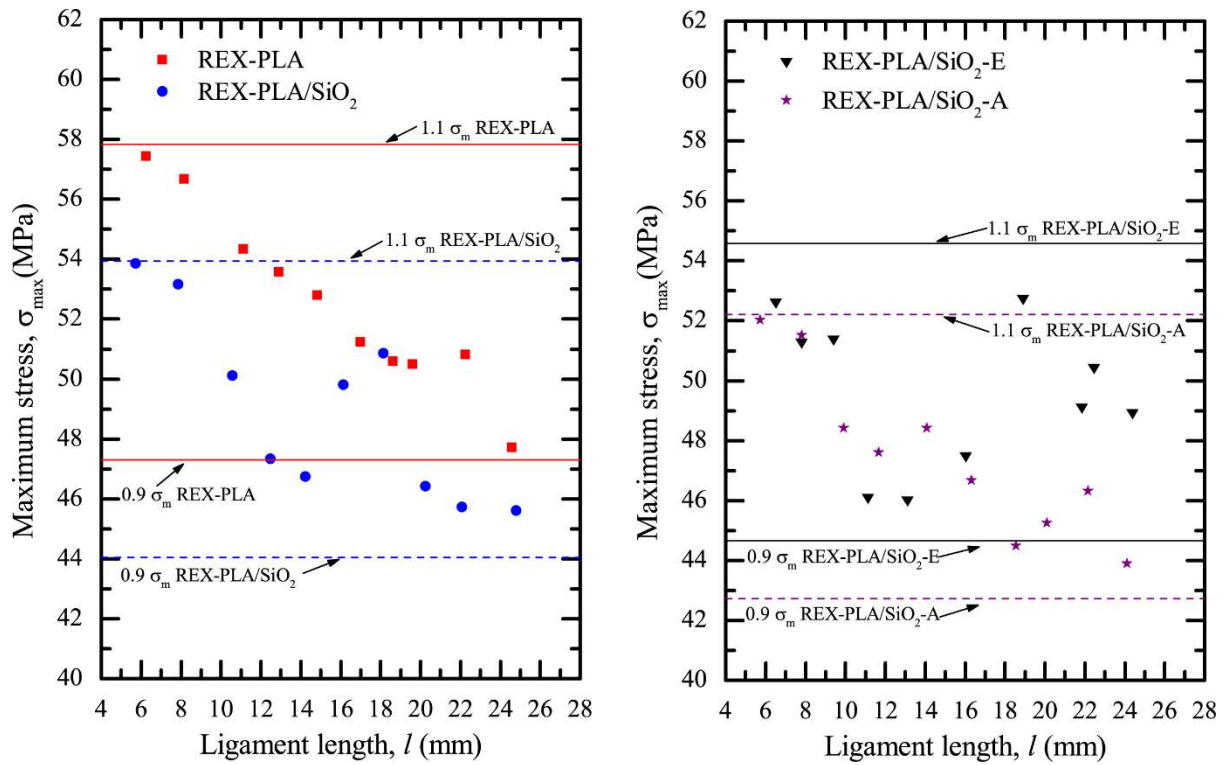 62
60
58
56
54
52
50
48
46
44
42
40
Maximum stress, σmax(MPa)
REX-PLA
REX-PLA/SiO2
1.1 σm REX-PLA
1.1 σm REX-PLA/SiO2
0.9 σm REX-PLA
0.9 σm REX-PLA/SiO2
4 6 8 10 12 14 16 18 20 22 24 26 28
Ligament length, l (mm)
64
62
60
58
56
54
52
50
48
46
44
42
40
Maximum stress, σmax(MPa)
REX-PLA/SiO2-E
REX-PLA/SiO2-A
1.1 σm REX-PLA/SiO2-E
1.1 σm REX-PLA/SiO2-A
0.9 σm REX-PLA/SiO2-E
0.9 σm REX-PLA/SiO2-A
4 6 8 10 12 14 16 18 20 22 24 26 28
Ligament length, l (mm)